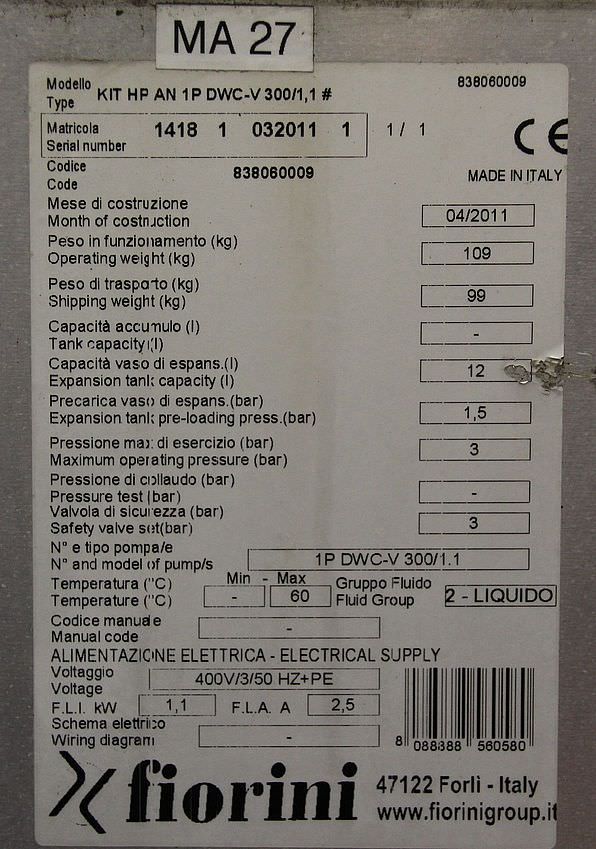 MA 27
Modello 838060009
Type KIT HP AN 1P DWC-V 300/1,1 #
Matricola 1418 1 032011 1 1 / 1
Serial number
CE
Codice
Code 838060009
MADE IN ITALY
Mese di costruzione
Month of costruction 04/2011
Peso in funzionamento (kg)
Operating weight (kg) 109
Peso di trasporto (kg)
Shipping weight (kg) 99
Capacità accumulo (l)
Tank capacity (l) -
Capacità vaso di espans.(l)
Expansion tank capacity (l) 12
Precarica vaso di espans.(bar)
Expansion tank pre-loading press.(bar) 1,5
Pressione max di esercizio (bar)
Maximum operating pressure (bar) 3
Pressione di collaudo (bar)
Pressure test (bar) -
Valvola di sicurezza (bar)
Safety valve set(bar) 3
N° e tipo pompa/e
N° and model of pump/s 1P DWC-V 300/1.1
Min - Max
Temperatura (°C) Gruppo Fluido
Temperature (°C) - 60 Fluid Group 2 - LIQUIDO
Codice manuale
Manual code -
ALIMENTAZIONE ELETTRICA - ELECTRICAL SUPPLY
Voltaggio
Voltage 400V/3/50 HZ+PE
F.L.I. kW 1,1 F.L.A. A 2,5
Schema elettrico
Wiring diagram -
8 088388 560580
fiorini
47122 Forlì - Italy
www.fiorinigroup.it